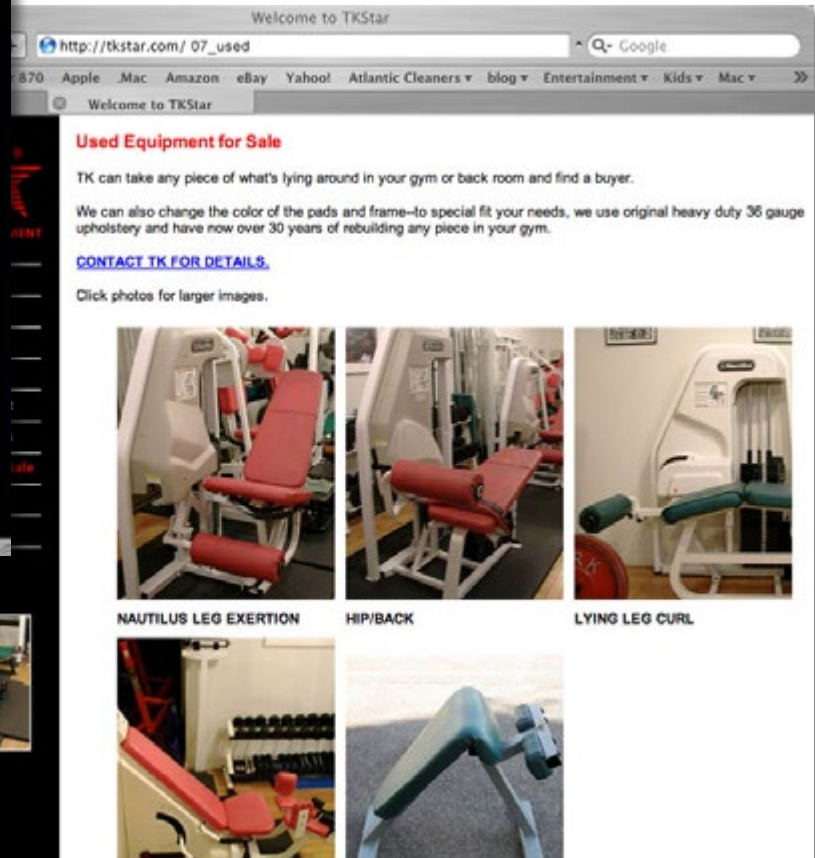 Welcome to TKStar
http://tkstar.com/ 07_used
Google
870 Apple .Mac Amazon eBay Yahoo! Atlantic Cleaners blog Entertainment Kids Mac
Welcome to TKStar
Used Equipment for Sale
TK can take any piece of what's lying around in your gym or back room and find a buyer.
We can also change the color of the pads and frame--to special fit your needs, we use original heavy duty 36 gauge
upholstery and have now over 30 years of rebuilding any piece in your gym.
CONTACT TK FOR DETAILS.
Click photos for larger images.
NAUTILUS LEG EXERTION HIP/BACK LYING LEG CURL